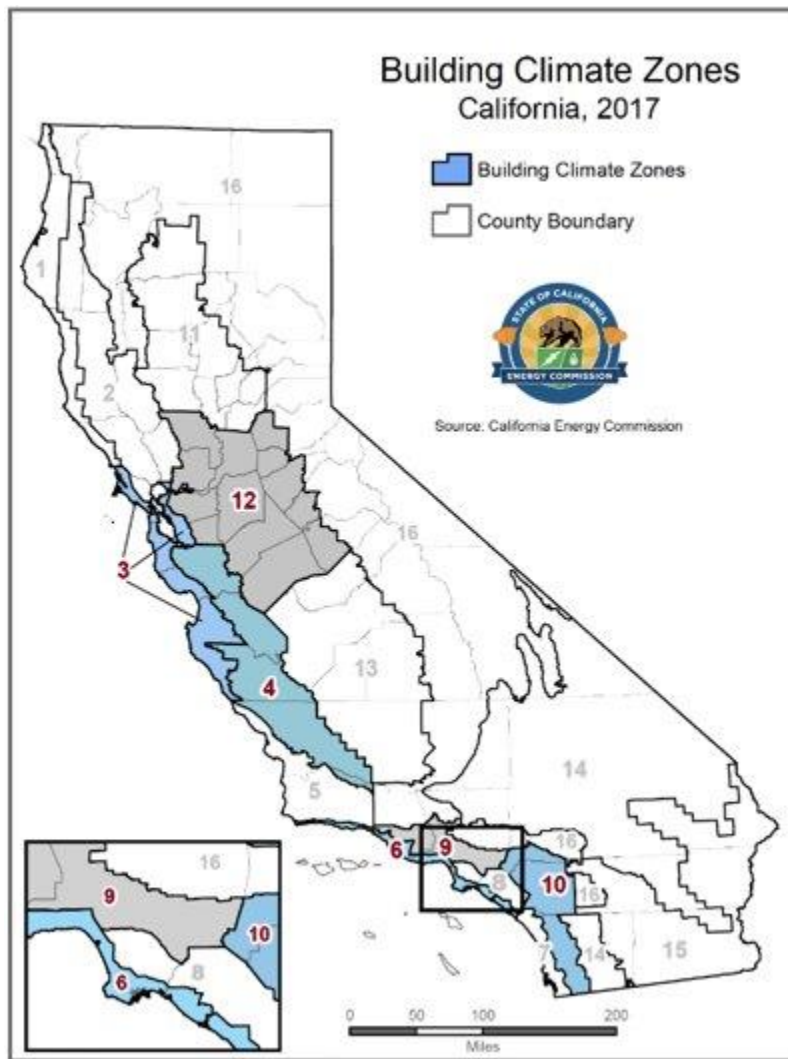 Building Climate Zones
California, 2017
Building Climate Zones
County Boundary
STATE OF CALIFORNIA
ENERGY COMMISSION
Source: California Energy Commission
16
1
11
2
12
16
3
13
4
14
5
16
6
9
8
10
16
7
14
15
16
9
10
6
8
0 50 100 200
Miles